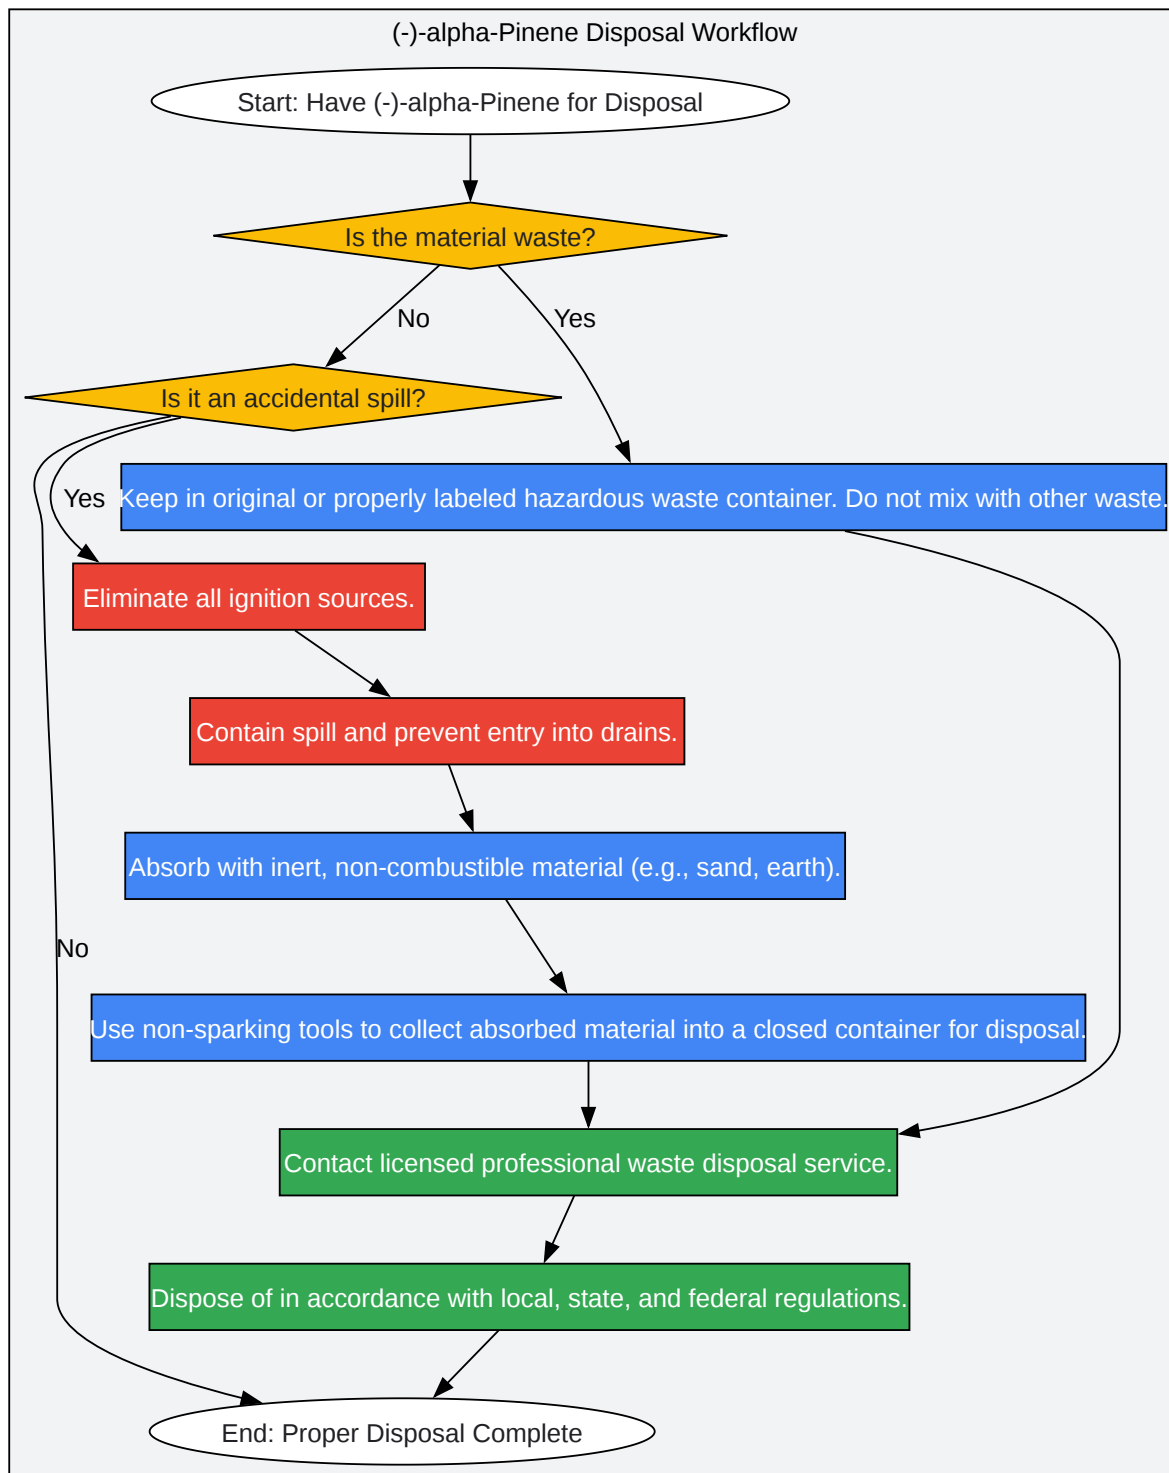 (-)-alpha-Pinene Disposal Workflow
Start: Have (-)-alpha-Pinene for Disposal
Is the material waste?
No
Yes
Is it an accidental spill?
Yes
Keep in original or properly labeled hazardous waste container. Do not mix with other waste.
Eliminate all ignition sources.
Contain spill and prevent entry into drains.
Absorb with inert, non-combustible material (e.g., sand, earth).
No
Use non-sparking tools to collect absorbed material into a closed container for disposal.
Contact licensed professional waste disposal service.
Dispose of in accordance with local, state, and federal regulations.
End: Proper Disposal Complete